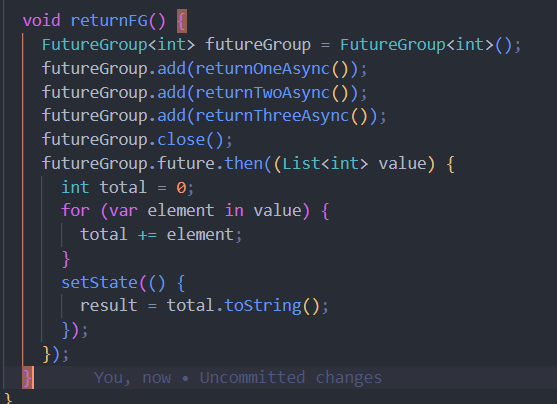 void returnFG() {
FutureGroup<int> futureGroup = FutureGroup<int>();
futureGroup.add(returnOneAsync());
futureGroup.add(returnTwoAsync());
futureGroup.add(returnThreeAsync());
futureGroup.close();
futureGroup.future.then((List<int> value) {
int total = 0;
for (var element in value) {
total += element;
}
setState(() {
result = total.toString();
});
});
} You, now • Uncommitted changes
}